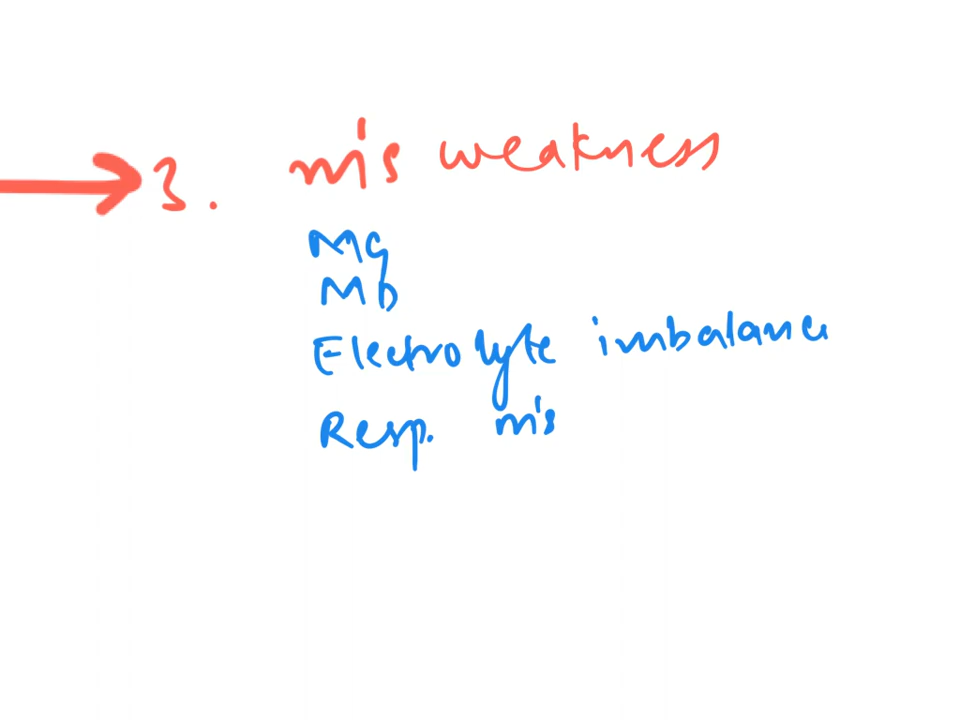 3. m's weakness
MG
MD
Electrolyte imbalance
Resp. m's